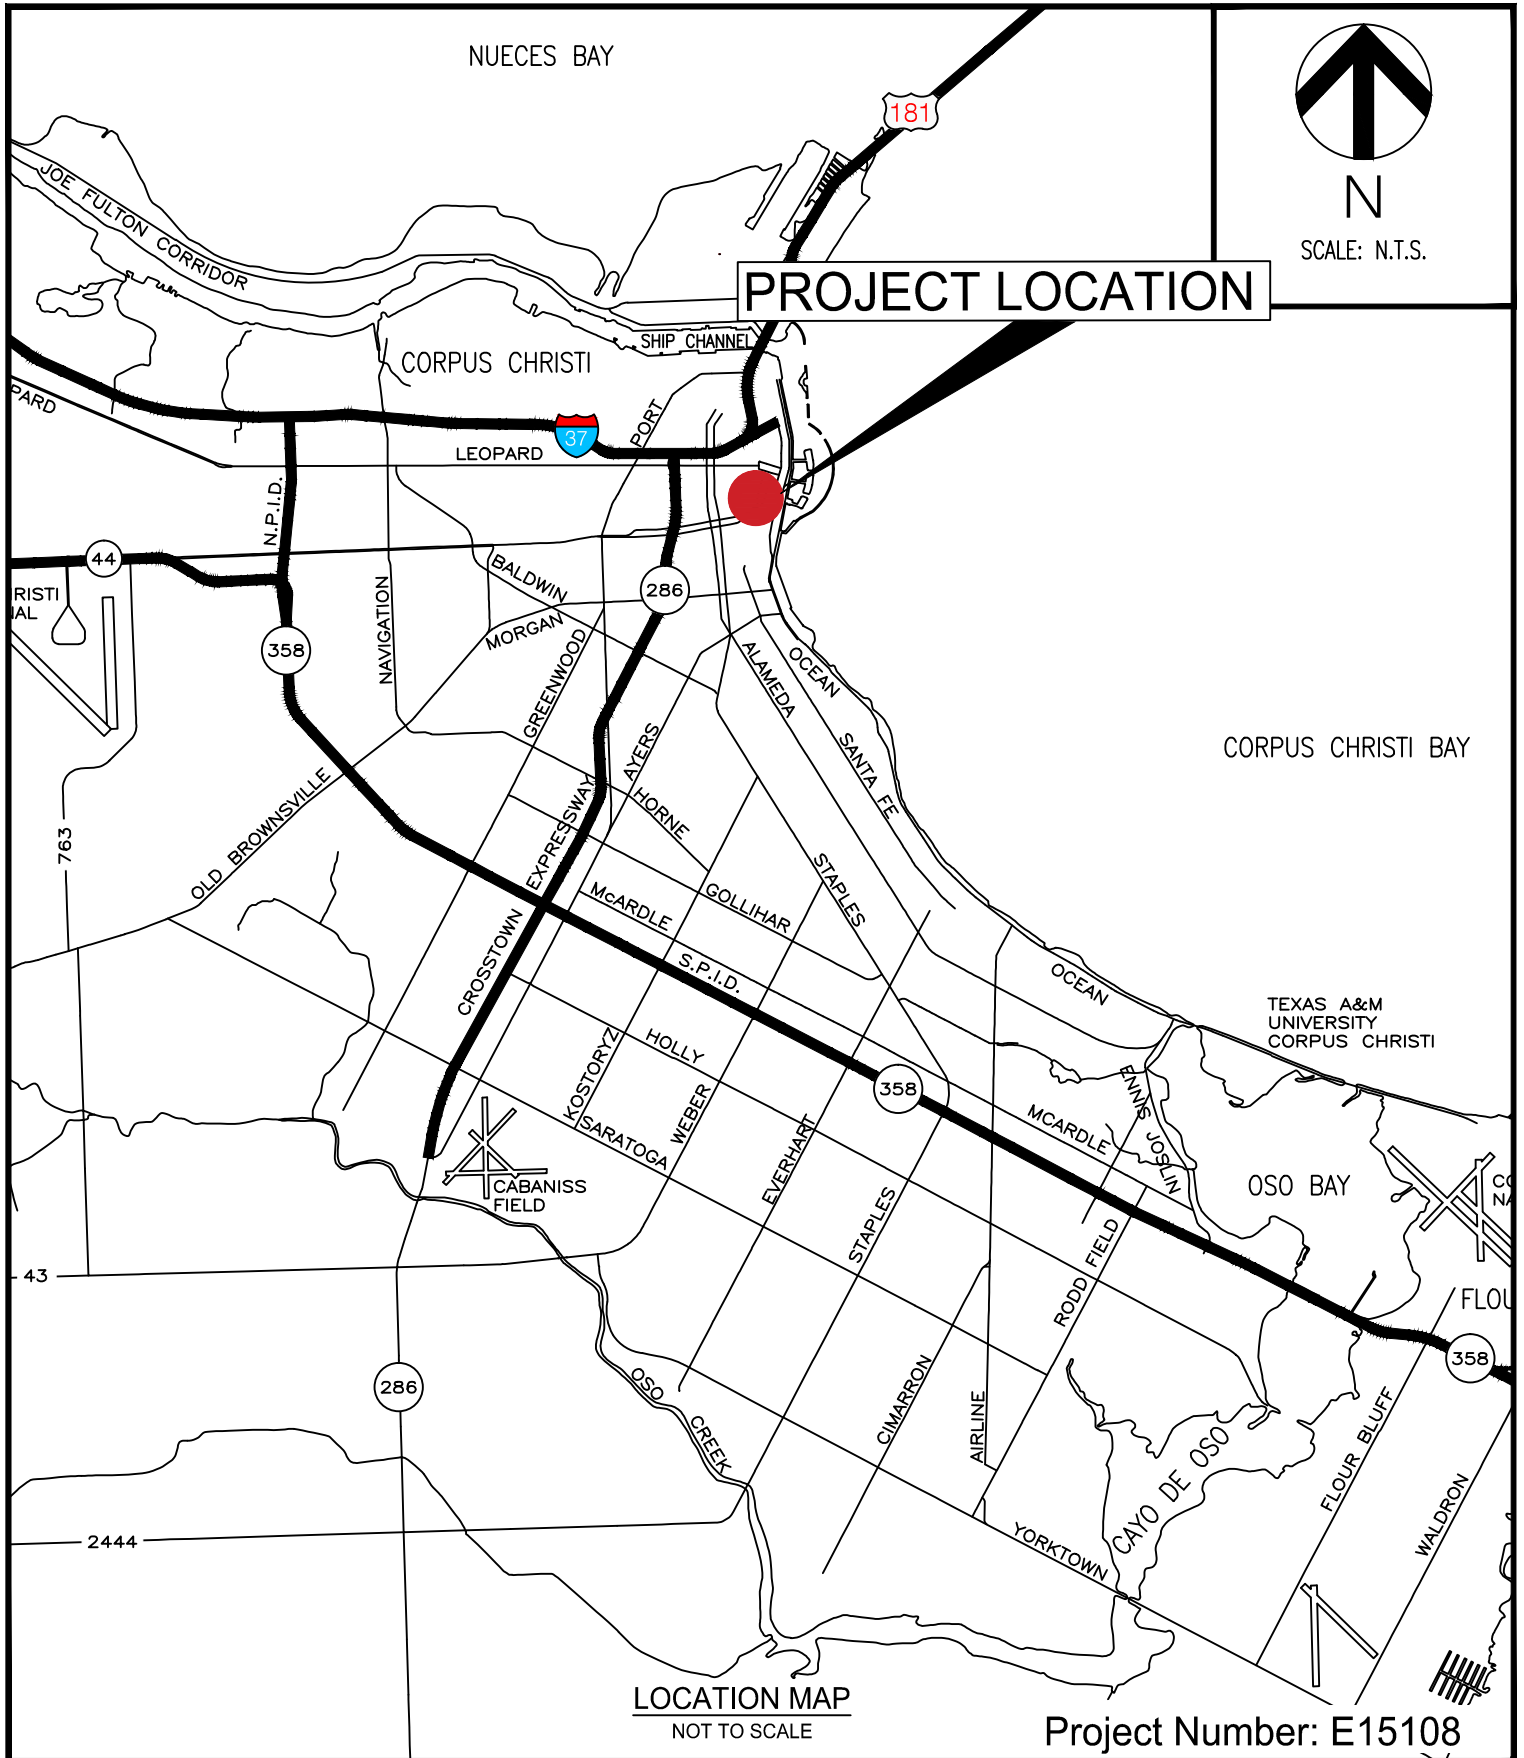 NUECES BAY
181
N
SCALE: N.T.S.
JOE FULTON CORRIDOR
PROJECT LOCATION
SHIP CHANNEL
CORPUS CHRISTI
PARD
37
PORT
LEOPARD
N.P.I.D.
44
RISTI
NAL
BALDWIN
286
NAVIGATION
MORGAN
GREENWOOD
358
ALAMEDA
OCEAN
AYERS
SANTA FE
CORPUS CHRISTI BAY
OLD BROWNSVILLE
763
HORNE
CROSSTOWN EXPRESSWAY
STAPLES
McARDLE
GOLLIHAR
S.P.I.D.
OCEAN
TEXAS A&M
UNIVERSITY
CORPUS CHRISTI
HOLLY
KOSTORYZ
358
WEBER
ENNIS JOSLIN
MCARDLE
SARATOGA
EVERHART
CABANISS
FIELD
OSO BAY
CO
NA
STAPLES
RODD FIELD
43
FLOU
358
286
OSO CREEK
CIMARRON
AIRLINE
FLOUR BLUFF
CAYO DE OSO
WALDRON
2444
YORKTOWN
LOCATION MAP
NOT TO SCALE
Project Number: E15108